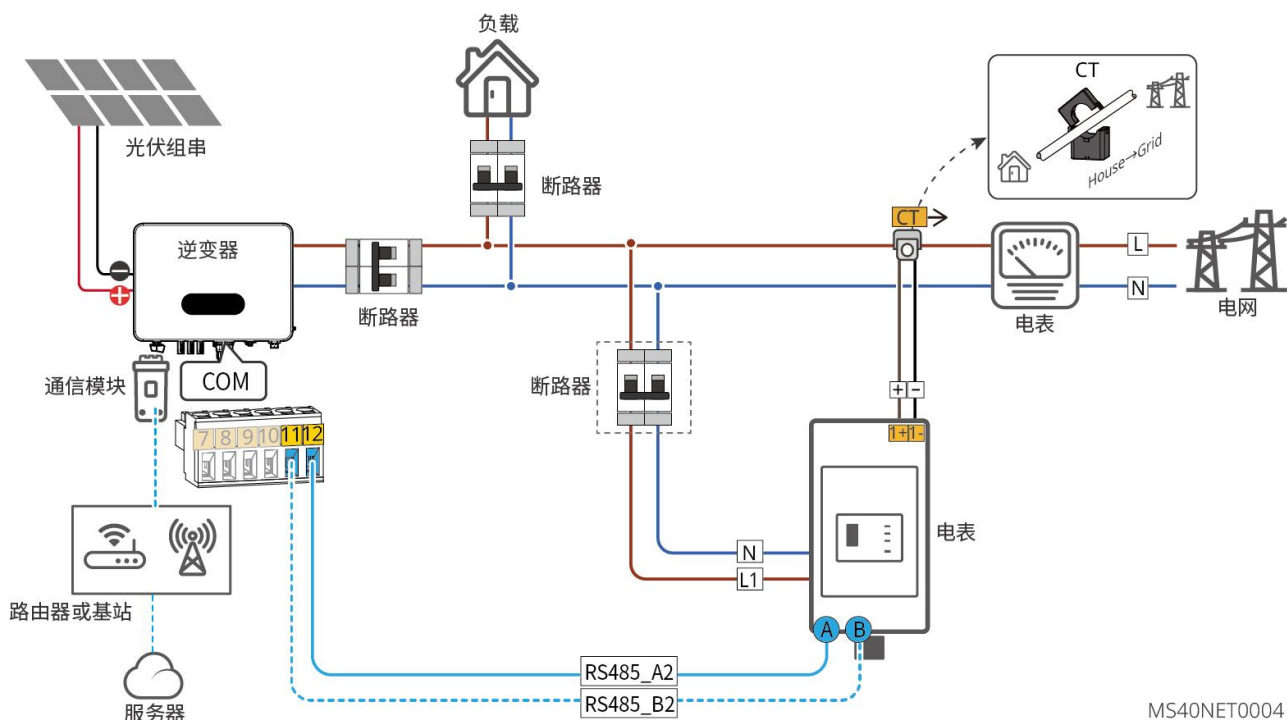 负载
光伏组串
断路器
CT
House→Grid
CT
逆变器
断路器
L
N
电表
电网
COM
通信模块
断路器
+
−
7
8
9
10
11
12
1+
1-
电表
N
L1
路由器或基站
A
B
RS485_A2
RS485_B2
服务器
MS40NET0004